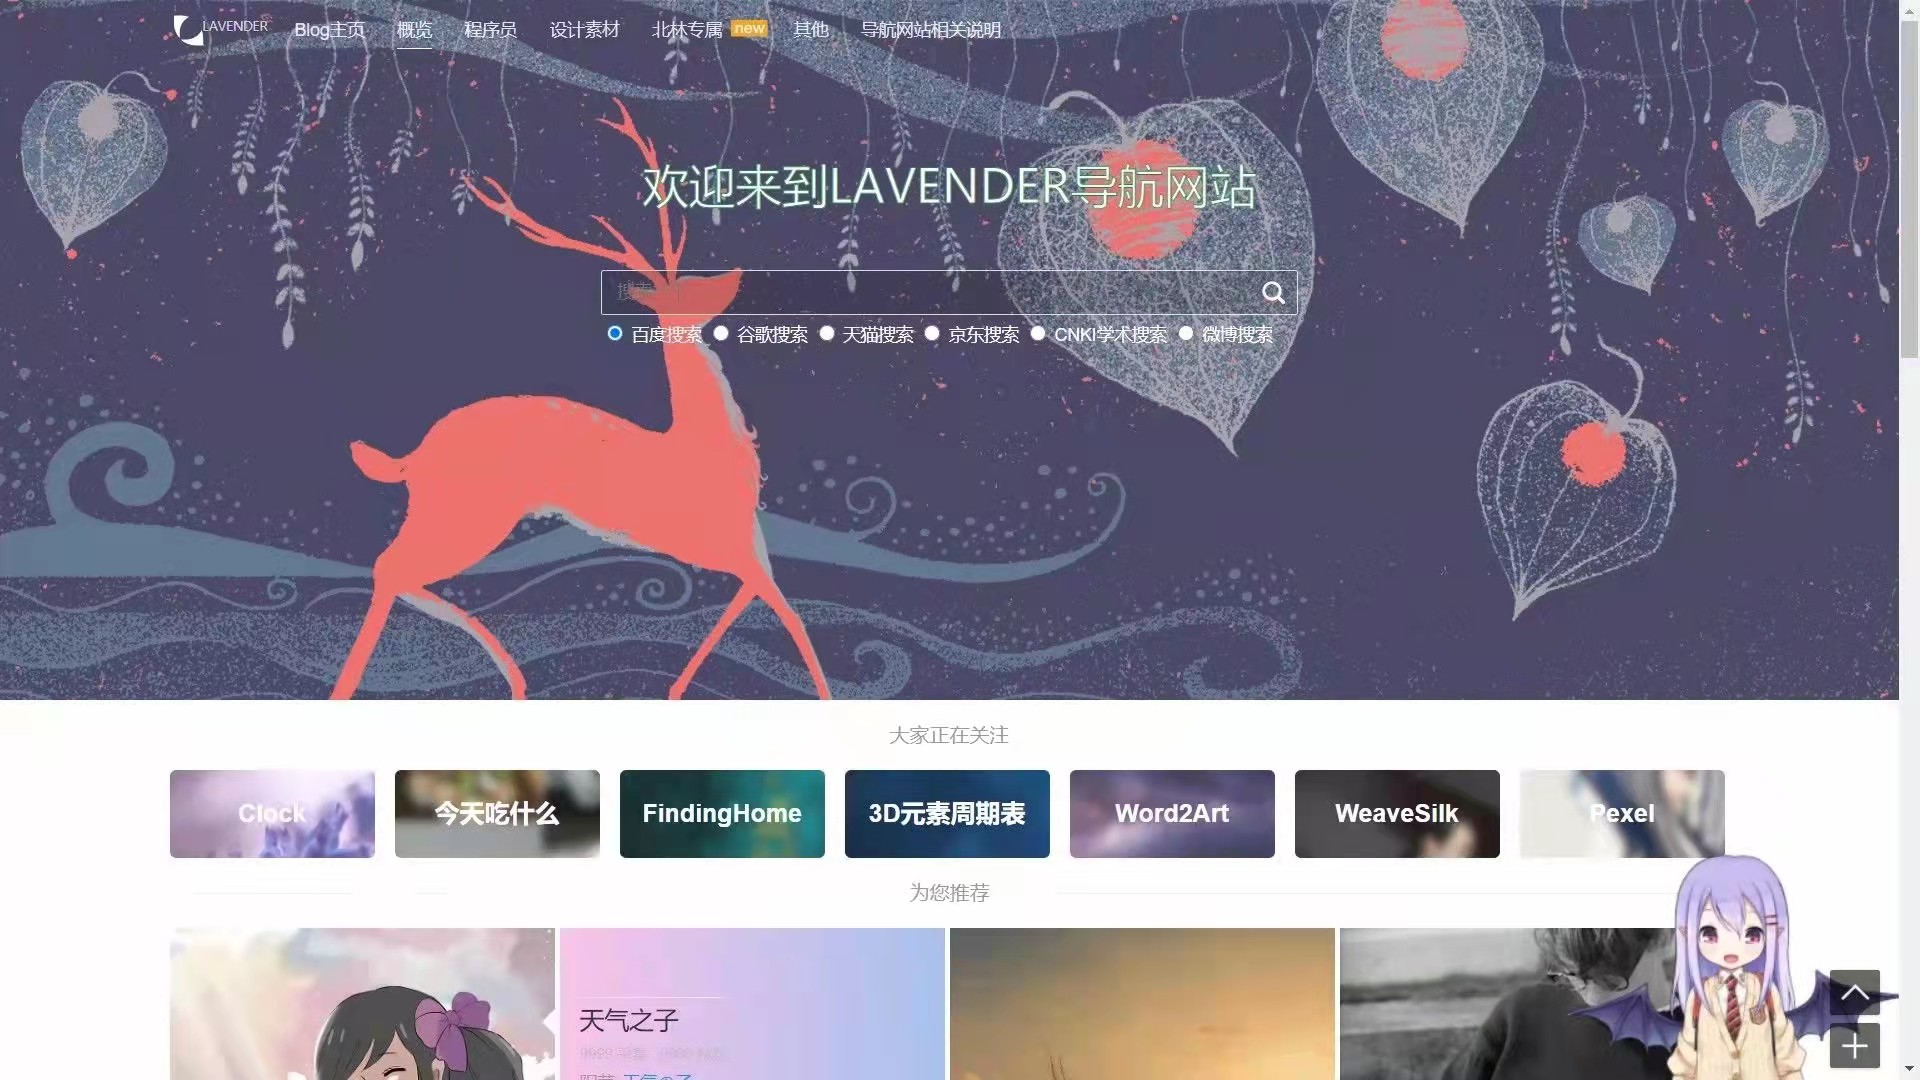 LAVENDER Blog主页 概览 程序员 设计素材 北林专属 new 其他 导航网站相关说明
欢迎来到LAVENDER导航网站
百度搜索 谷歌搜索 天猫搜索 京东搜索 CNKI学术搜索 微博搜索
大家正在关注
Clock 今天吃什么 FindingHome 3D元素周期表 Word2Art WeaveSilk Pexel
为您推荐
天气之子